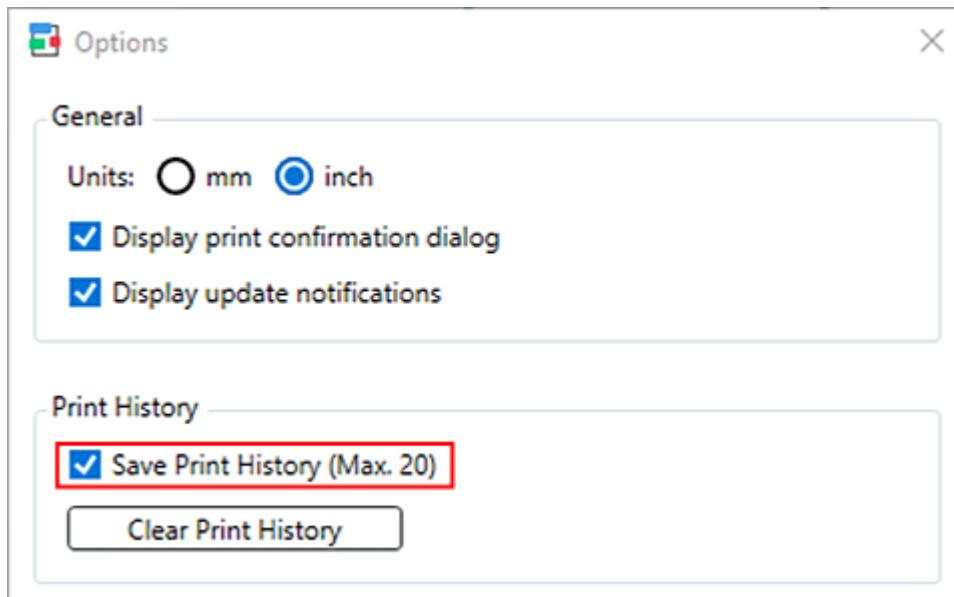 Options
General
Units: mm inch
Display print confirmation dialog
Display update notifications
Print History
Save Print History (Max. 20)
Clear Print History